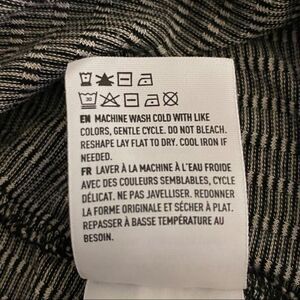 30
EN MACHINE WASH COLD WITH LIKE
COLORS, GENTLE CYCLE. DO NOT BLEACH.
RESHAPE LAY FLAT TO DRY. COOL IRON IF
NEEDED.
FR LAVER À LA MACHINE À L'EAU FROIDE
AVEC DES COULEURS SEMBLABLES, CYCLE
DÉLICAT. NE PAS JAVELLISER. REDONNER
LA FORME ORIGINALE ET SÉCHER À PLAT.
REPASSER À BASSE TEMPÉRATURE AU
BESOIN.